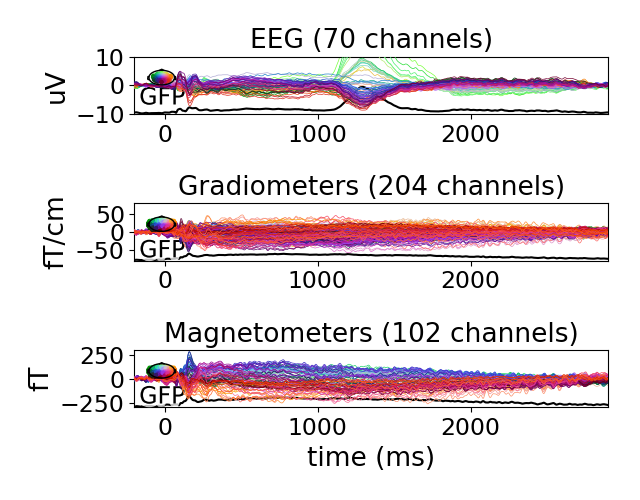 EEG (70 channels)
10
0
−10
uV
GFP
0 1000 2000
Gradiometers (204 channels)
50
0
−50
fT/cm
GFP
0 1000 2000
Magnetometers (102 channels)
250
0
−250
fT
GFP
0 1000 2000
time (ms)